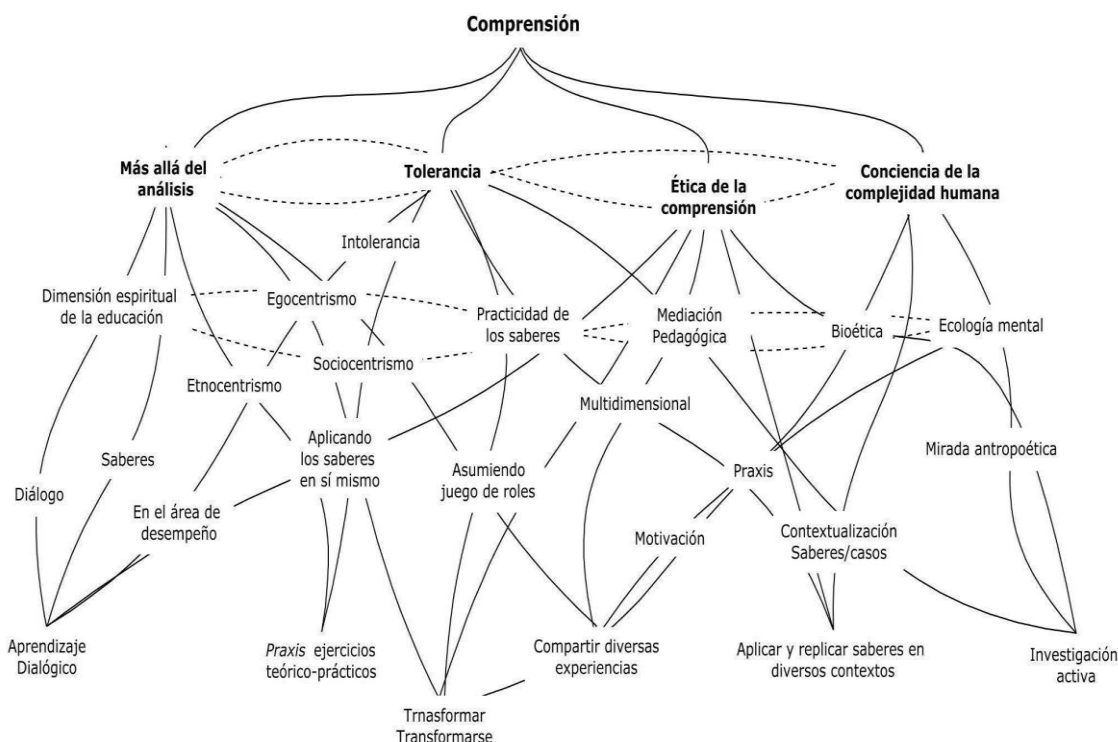 Comprensión
Más allá del
análisis
Tolerancia
Ética de la
comprensión
Conciencia de la
complejidad humana
Intolerancia
Dimensión espiritual
de la educación
Egocentrismo
Practicidad de
los saberes
Mediación
Pedagógica
Bioética
Ecología mental
Sociocentrismo
Etnocentrismo
Multidimensional
Aplicando
los saberes
en sí mismo
Saberes
Asumiendo
juego de roles
Praxis
Mirada antropoética
Diálogo
En el área de
desempeño
Motivación
Contextualización
Saberes/casos
Aprendizaje
Dialógico
Praxis ejercicios
teórico-prácticos
Compartir diversas
experiencias
Aplicar y replicar saberes en
diversos contextos
Investigación
activa
Trnasformar
Transformarse